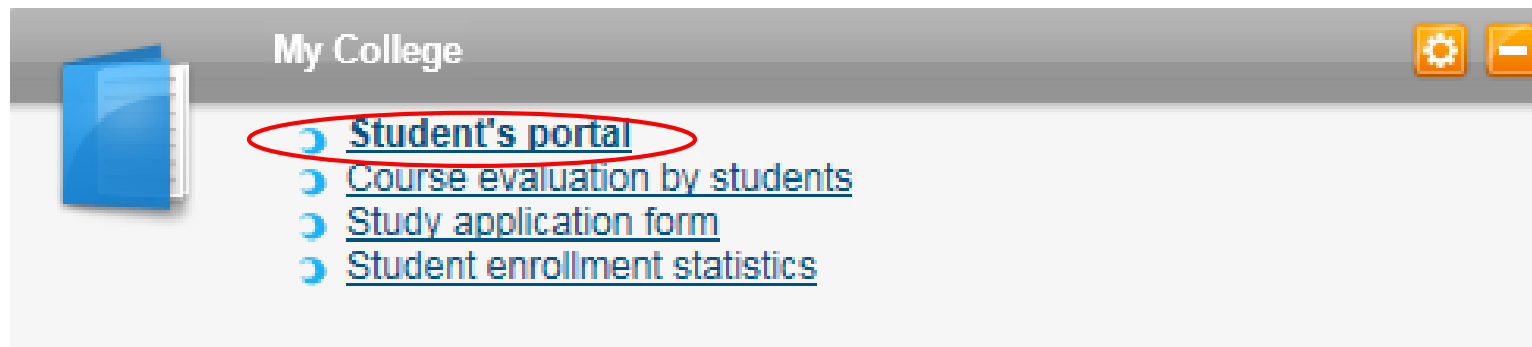 My College
Student's portal
Course evaluation by students
Study application form
Student enrollment statistics